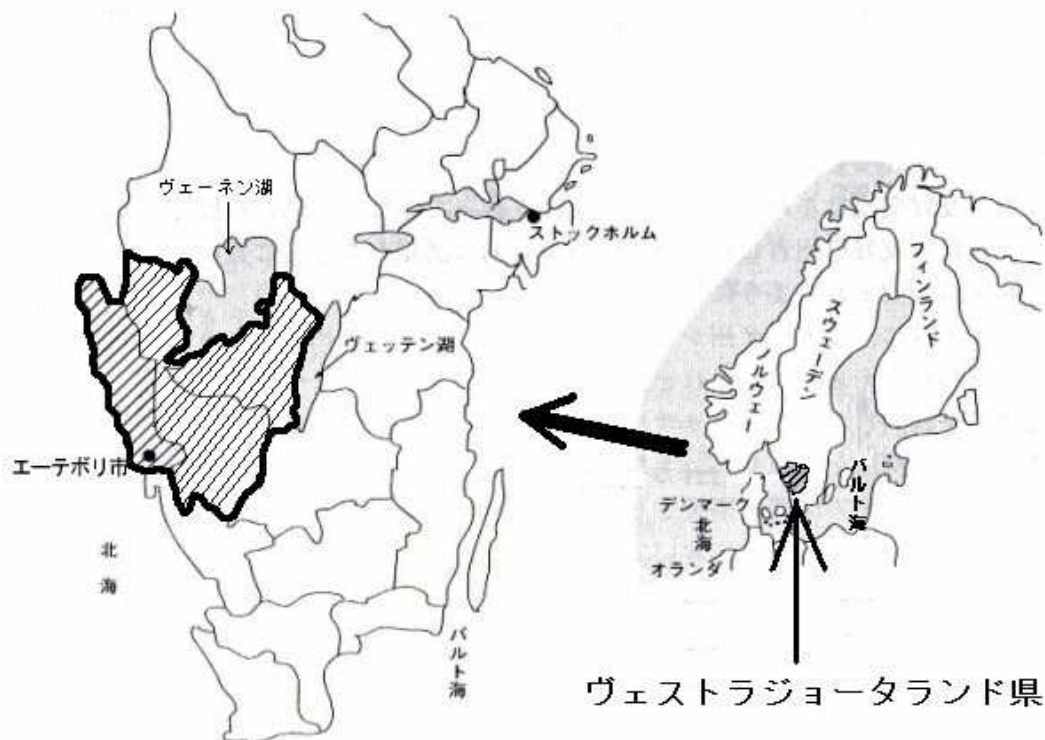 ヴェーネン湖
ストックホルム
ヴェッテン湖
エーテボリ市
北海
バルト海
フィンランド
スウェーデン
ノルウェー
バルト海
デンマーク
北海
オランダ
ヴェストラジョータランド県